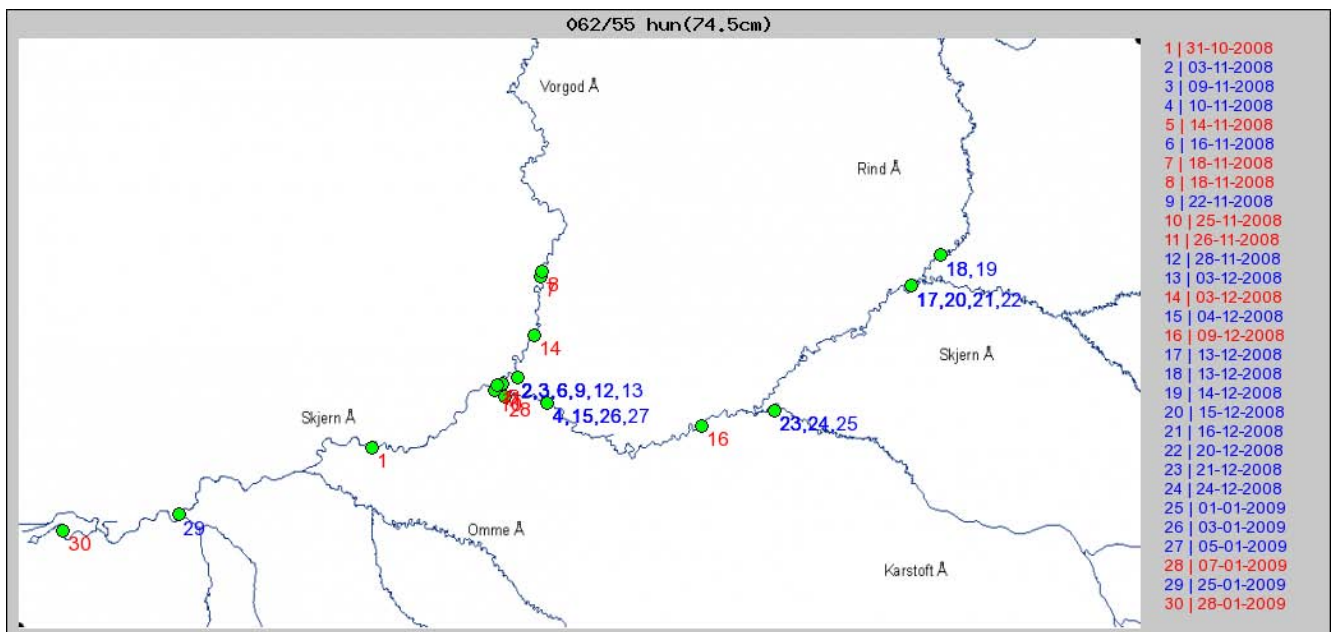 062/55 hun(74.5cm)
Vorgod Å
Rind Å
18,19
17,20,21,22
8
7
14
Skjern Å
2,3,6,9,12,13
28
4,15,26,27
Skjern Å
16
23,24,25
1
29
30
Omme Å
Karstoft Å
1 | 31-10-2008
2 | 03-11-2008
3 | 09-11-2008
4 | 10-11-2008
5 | 14-11-2008
6 | 16-11-2008
7 | 18-11-2008
8 | 18-11-2008
9 | 22-11-2008
10 | 25-11-2008
11 | 26-11-2008
12 | 28-11-2008
13 | 03-12-2008
14 | 03-12-2008
15 | 04-12-2008
16 | 09-12-2008
17 | 13-12-2008
18 | 13-12-2008
19 | 14-12-2008
20 | 15-12-2008
21 | 16-12-2008
22 | 20-12-2008
23 | 21-12-2008
24 | 24-12-2008
25 | 01-01-2009
26 | 03-01-2009
27 | 05-01-2009
28 | 07-01-2009
29 | 25-01-2009
30 | 28-01-2009